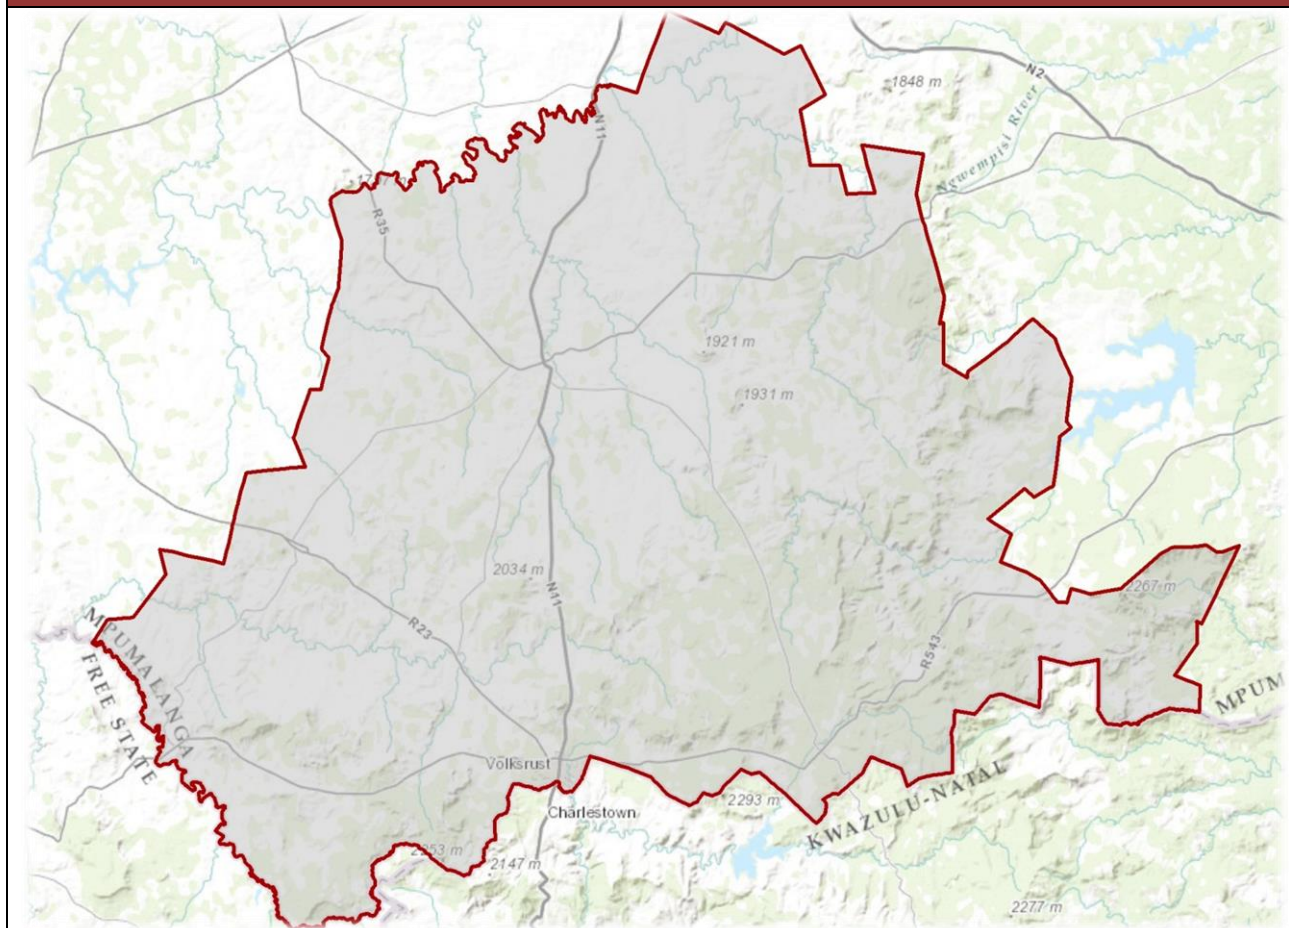 1848 m
N2
N11
Ngwempisi River
R35
1921 m
1931 m
2034 m
N11
2267 m
R23
R543
MPUMALANGA
FREE STATE
MPUM
Volksrust
Charlestown
2293 m
KWAZULU-NATAL
2253 m
2147 m
2277 m